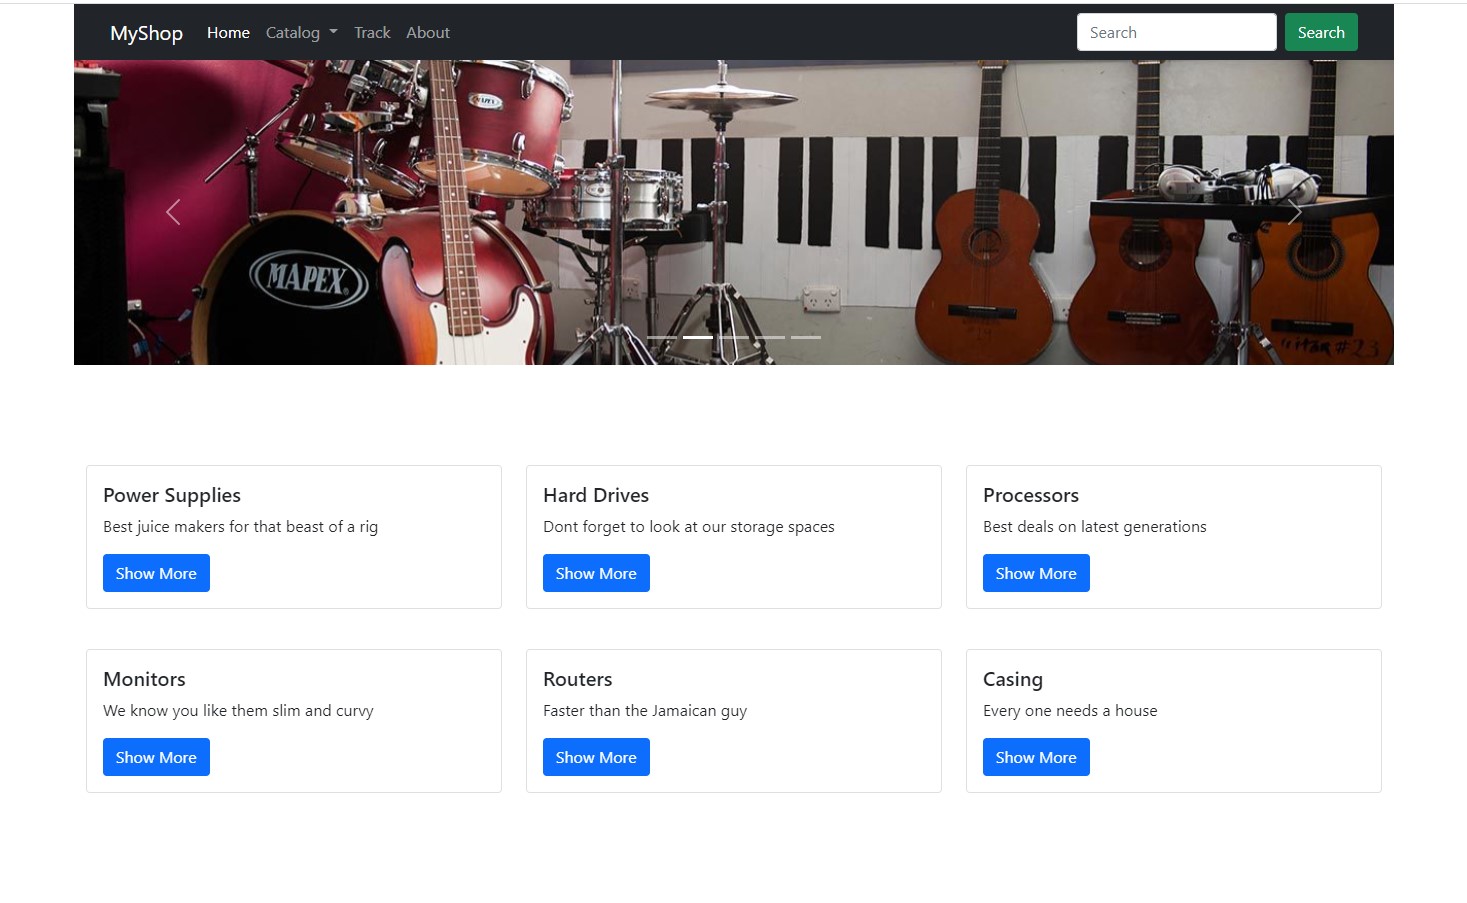 MyShop Home Catalog Track About Search Search
MAPEX
MAPEX
Power Supplies
Best juice makers for that beast of a rig
Show More
Hard Drives
Dont forget to look at our storage spaces
Show More
Processors
Best deals on latest generations
Show More
Monitors
We know you like them slim and curvy
Show More
Routers
Faster than the Jamaican guy
Show More
Casing
Every one needs a house
Show More